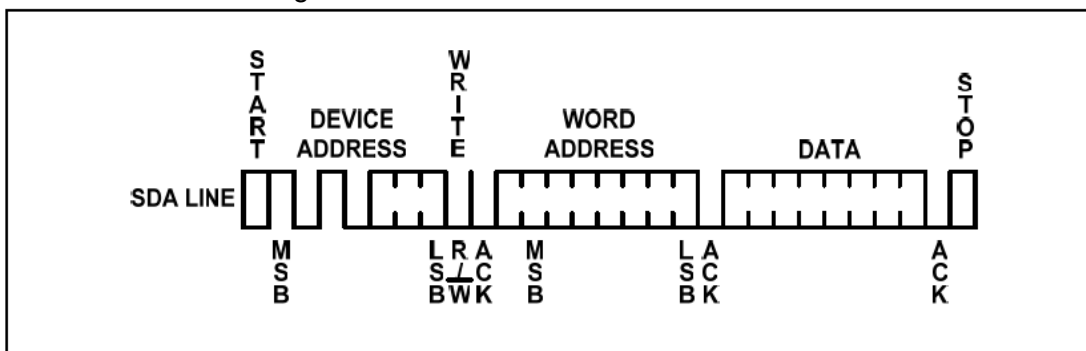 START
WRITE
STOP
DEVICE
ADDRESS
WORD
ADDRESS
DATA
SDA LINE
MSB
LSB
R/W
ACK
MSB
LSB
ACK
ACK